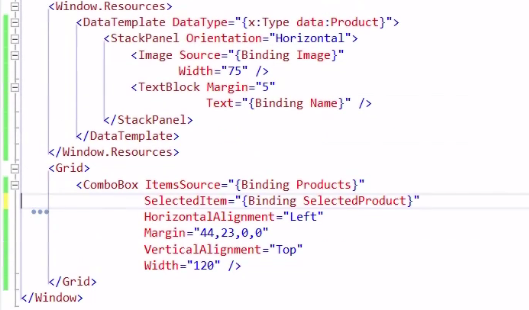 <Window.Resources>
<DataTemplate DataType="{x:Type data:Product}">
<StackPanel Orientation="Horizontal">
<Image Source="{Binding Image}"
Width="75" />
<TextBlock Margin="5"
Text="{Binding Name}" />
</StackPanel>
</DataTemplate>
</Window.Resources>
<Grid>
<ComboBox ItemsSource="{Binding Products}"
SelectedItem="{Binding SelectedProduct}"
HorizontalAlignment="Left"
Margin="44,23,0,0"
VerticalAlignment="Top"
Width="120" />
</Grid>
</Window>